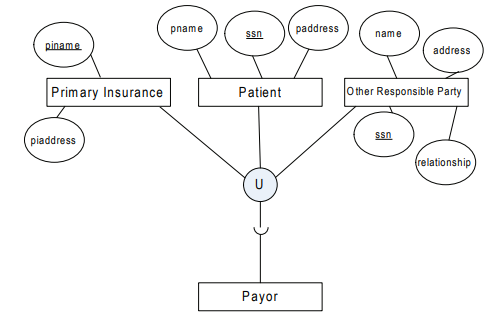 pname
ssn
paddress
name
piname
address
Primary Insurance
Patient
Other Responsible Party
piaddress
ssn
relationship
U
Payor